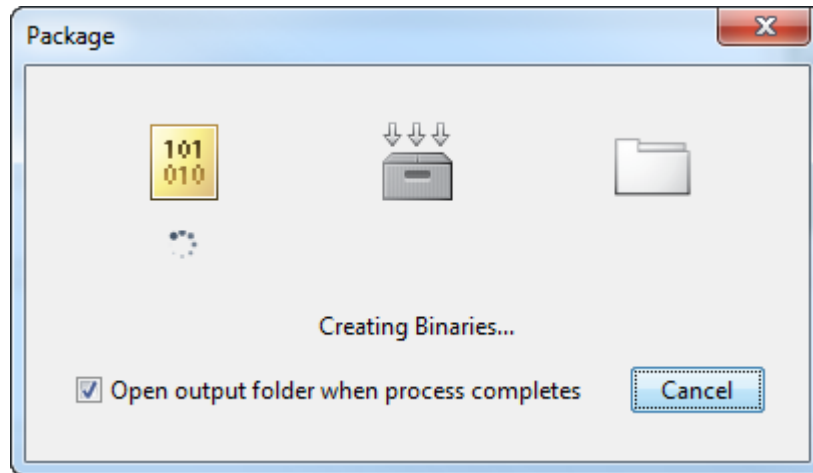 Package
101
010
Creating Binaries...
Open output folder when process completes
Cancel